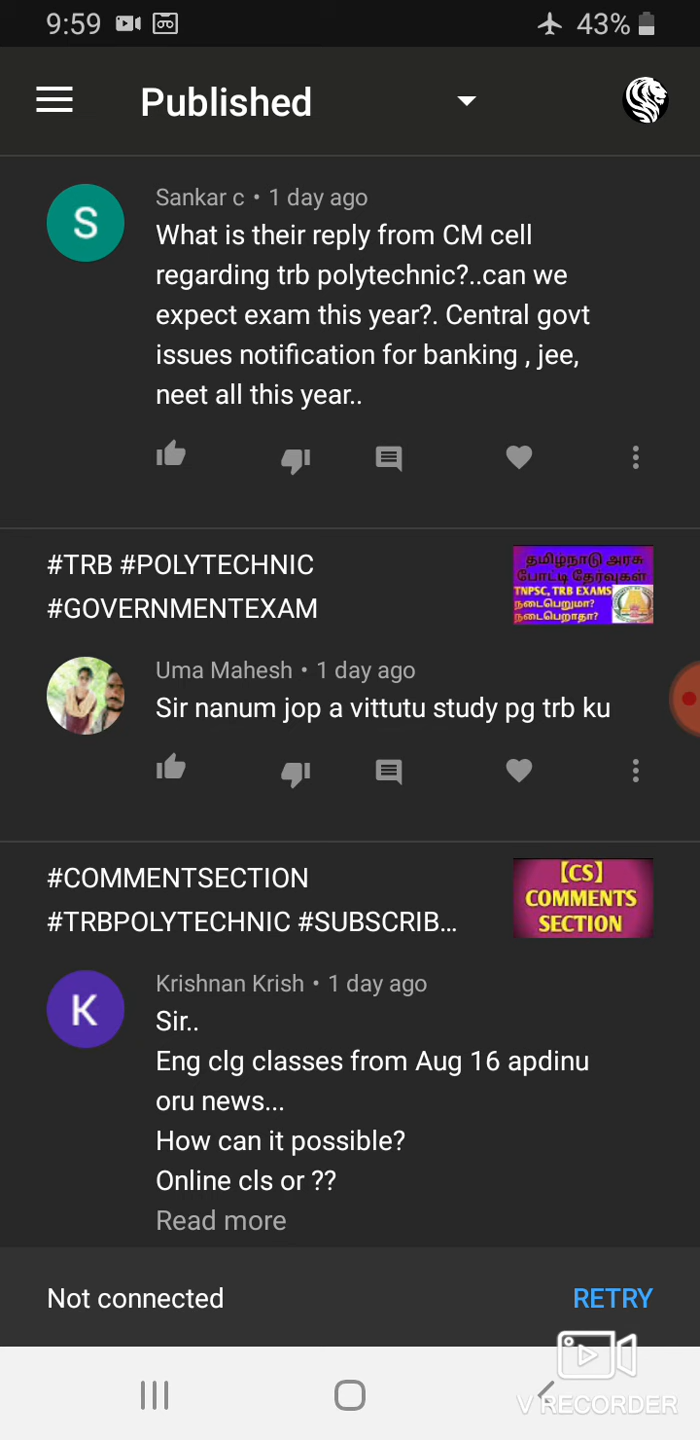 9:59
43%
Published
Sankar c • 1 day ago
S
What is their reply from CM cell
regarding trb polytechnic?..can we
expect exam this year?. Central govt
issues notification for banking , jee,
neet all this year..
#TRB #POLYTECHNIC
#GOVERNMENTEXAM
தமிழ்நாடு அரசு
போட்டி தேர்வுகள்
TNPSC, TRB EXAMS
நடைபெறுமா?
நடைபெறாதா?
Uma Mahesh • 1 day ago
Sir nanum jop a vittutu study pg trb ku
#COMMENTSECTION
#TRBPOLYTECHNIC #SUBSCRIB...
【CS】
COMMENTS
SECTION
Krishnan Krish • 1 day ago
K
Sir..
Eng clg classes from Aug 16 apdinu
oru news...
How can it possible?
Online cls or ??
Read more
Not connected
RETRY
V RECORDER